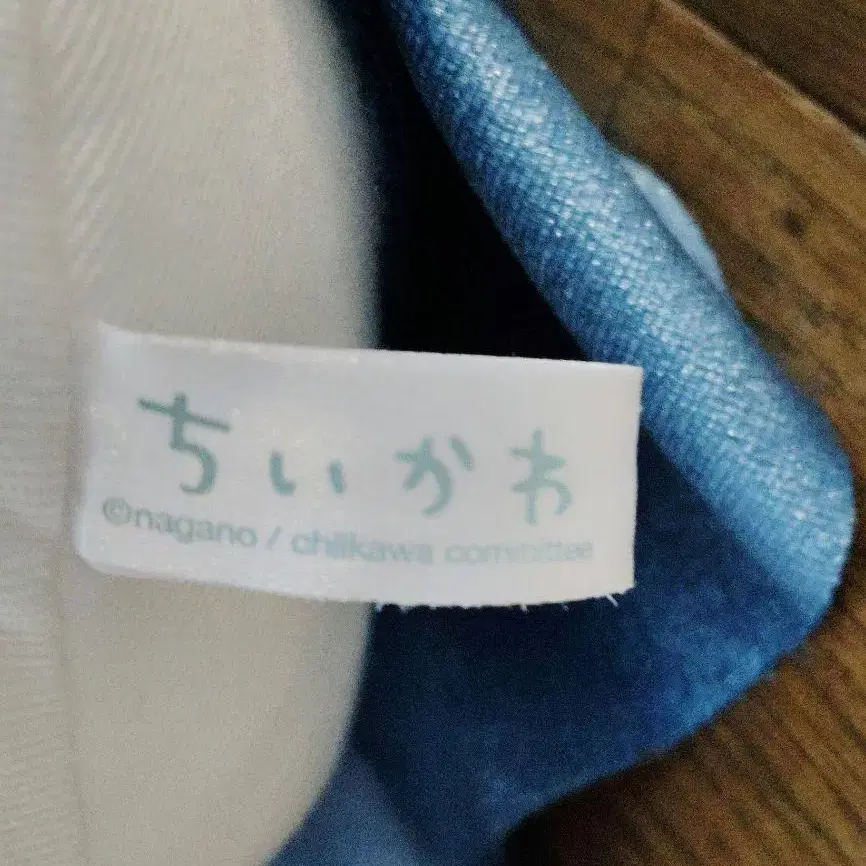 ちいかわ
©nagano / chiikawa committee